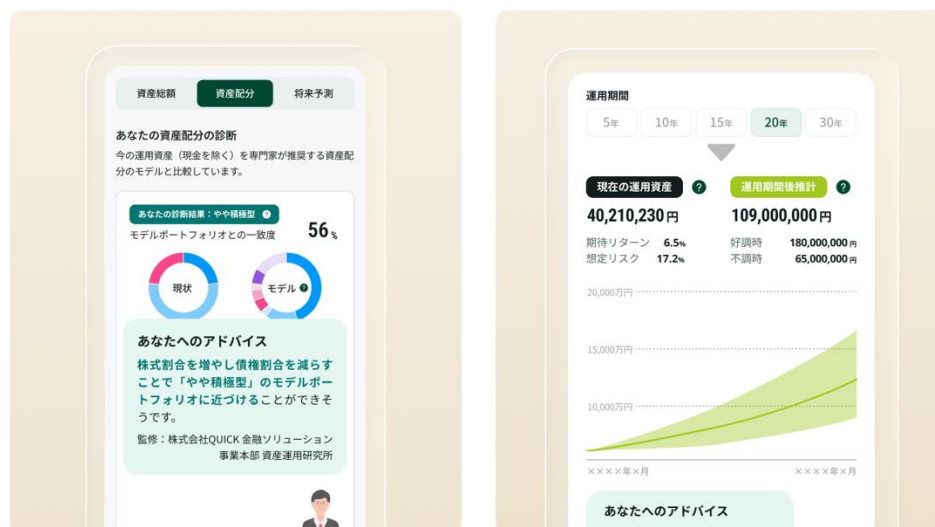 資産総額 資産配分 将来予測
あなたの資産配分の診断
今の運用資産（現金を除く）を専門家が推奨する資産配
分のモデルと比較しています。
あなたの診断結果：やや積極型 ?
モデルポートフォリオとの一致度 56%
現状 モデル ?
あなたへのアドバイス
株式割合を増やし債権割合を減らす
ことで「やや積極型」のモデルポー
トフォリオに近づけることができそ
うです。
監修：株式会社QUICK 金融ソリューション
事業本部 資産運用研究所
運用期間
5年 10年 15年 20年 30年
現在の運用資産 ? 運用期間後推計 ?
40,210,230円 109,000,000円
期待リターン 6.5% 好調時 180,000,000円
想定リスク 17.2% 不調時 65,000,000円
20,000万円
15,000万円
10,000万円
××××年×月 ××××年×月
あなたへのアドバイス